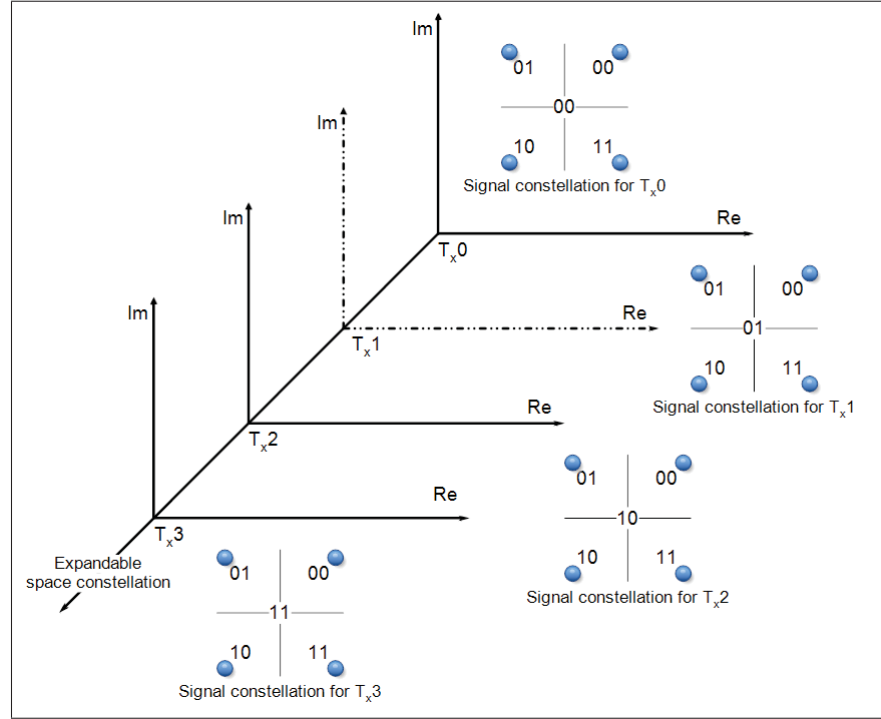 Im
01 00
00
10 11
Signal constellation for Tx0
Re
Tx0
Im
01 00
01
10 11
Signal constellation for Tx1
Re
Tx1
Im
01 00
10
10 11
Signal constellation for Tx2
Re
Tx2
Im
Re
Tx3
Expandable
space constellation
01 00
11
10 11
Signal constellation for Tx3